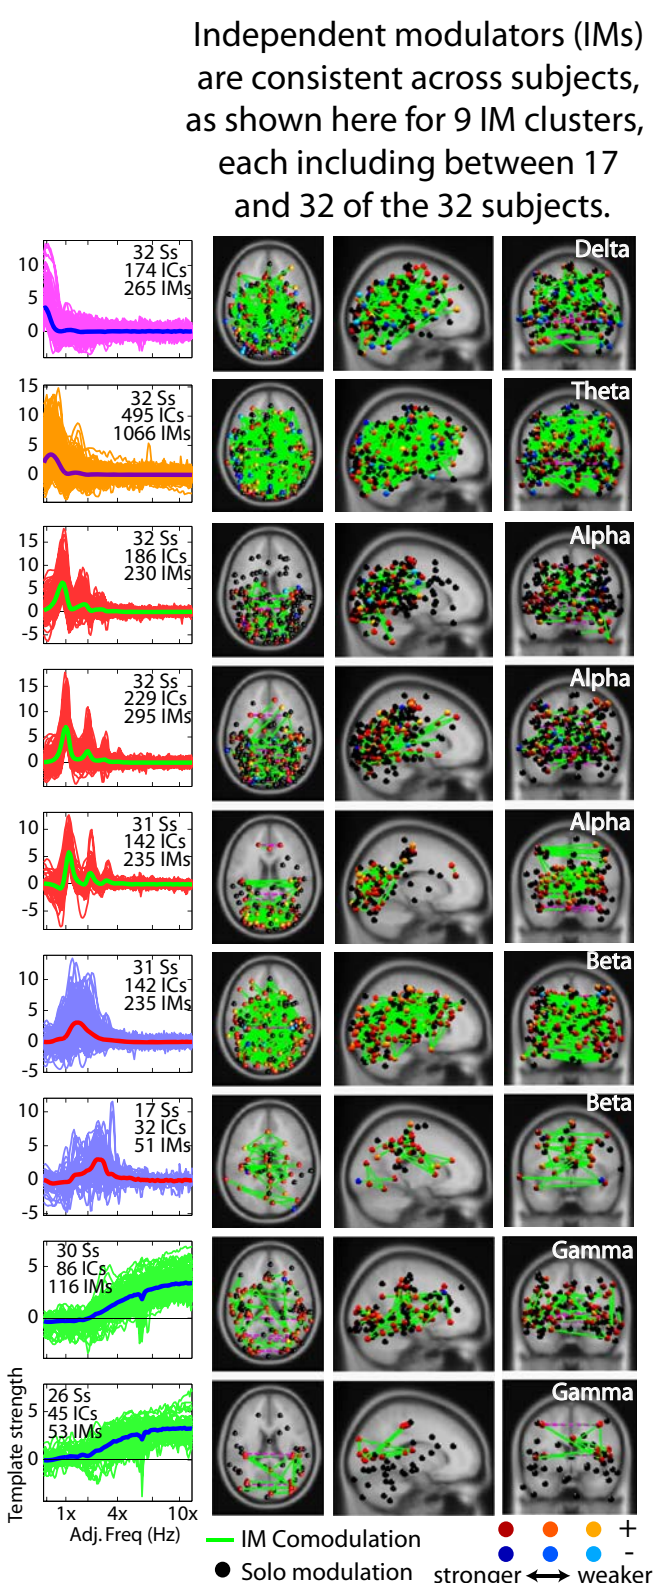 Independent modulators (IMs)
are consistent across subjects,
as shown here for 9 IM clusters,
each including between 17
and 32 of the 32 subjects.
10
5
0
32 Ss
174 ICs
265 IMs
Delta
15
10
5
0
32 Ss
495 ICs
1066 IMs
Theta
15
10
5
0
-5
32 Ss
186 ICs
230 IMs
Alpha
15
10
5
0
32 Ss
229 ICs
295 IMs
Alpha
10
5
0
-5
31 Ss
142 ICs
235 IMs
Alpha
10
5
0
-5
31 Ss
142 ICs
235 IMs
Beta
10
5
0
-5
17 Ss
32 ICs
51 IMs
Beta
5
0
30 Ss
86 ICs
116 IMs
Gamma
5
0
26 Ss
45 ICs
53 IMs
Gamma
Template strength
1x 4x 10x
Adj. Freq (Hz)
IM Comodulation
Solo modulation
+
-
stronger weaker